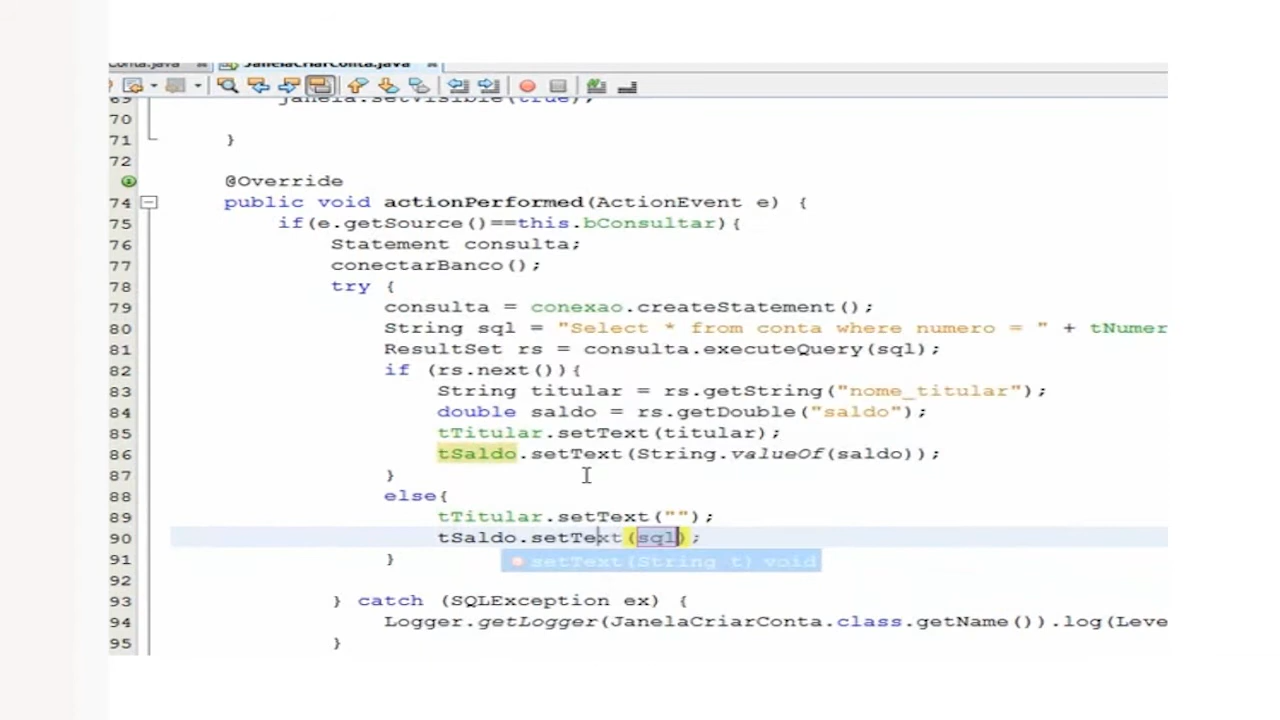 Conta.java JanelaCriarConta.java
69 janela.setVisible(true);
70
71 }
72
@Override
74 public void actionPerformed(ActionEvent e) {
75 if(e.getSource()==this.bConsultar){
76 Statement consulta;
77 conectarBanco();
78 try {
79 consulta = conexao.createStatement();
80 String sql = "Select * from conta where numero = " + tNumer
81 ResultSet rs = consulta.executeQuery(sql);
82 if (rs.next()){
83 String titular = rs.getString("nome_titular");
84 double saldo = rs.getDouble("saldo");
85 tTitular.setText(titular);
86 tSaldo.setText(String.valueOf(saldo));
87 }
88 else{
89 tTitular.setText("");
90 tSaldo.setText(sql);
91 }
setText(String t) void
92
93 } catch (SQLException ex) {
94 Logger.getLogger(JanelaCriarConta.class.getName()).log(Leve
95 }